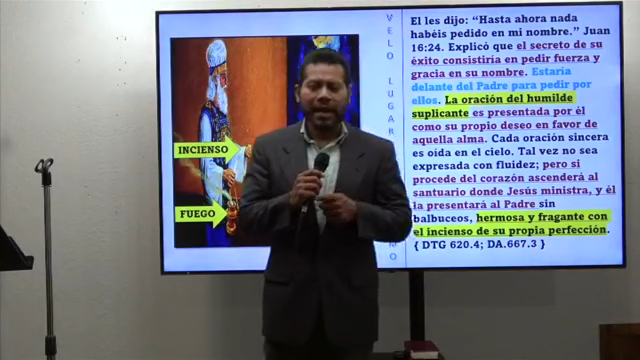 INCIENSO
FUEGO
VELO LUGAR
NO
El les dijo: “Hasta ahora nada
habéis pedido en mi nombre.” Juan
16:24. Explicó que el secreto de su
éxito consistiría en pedir fuerza y
gracia en su nombre. Estaría
delante del Padre para pedir por
ellos. La oración del humilde
suplicante es presentada por él
como su propio deseo en favor de
aquella alma. Cada oración sincera
es oída en el cielo. Tal vez no sea
expresada con fluidez; pero si
procede del corazón ascenderá al
santuario donde Jesús ministra, y él
la presentará al Padre sin
balbuceos, hermosa y fragante con
el incienso de su propia perfección.
{ DTG 620.4; DA.667.3 }